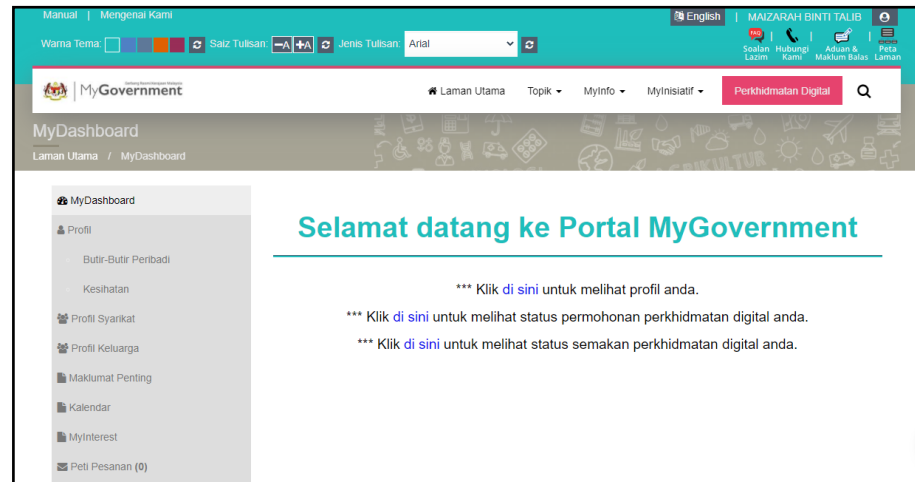 Manual | Mengenai Kami
English | MAIZARAH BINTI TALIB
Warna Tema: Saiz Tulisan: -A +A Jenis Tulisan: Arial
FAQ
Soalan Lazim | Hubungi Kami | Aduan & Maklum Balas | Peta Laman
MyGovernment
Laman Utama Topik MyInfo MyInisiatif Perkhidmatan Digital
MyDashboard
Laman Utama / MyDashboard
AGRIKULTUR
MyDashboard
Profil
Butir-Butir Peribadi
Kesihatan
Profil Syarikat
Profil Keluarga
Maklumat Penting
Kalendar
MyInterest
Peti Pesanan (0)
Selamat datang ke Portal MyGovernment
*** Klik di sini untuk melihat profil anda.
*** Klik di sini untuk melihat status permohonan perkhidmatan digital anda.
*** Klik di sini untuk melihat status semakan perkhidmatan digital anda.